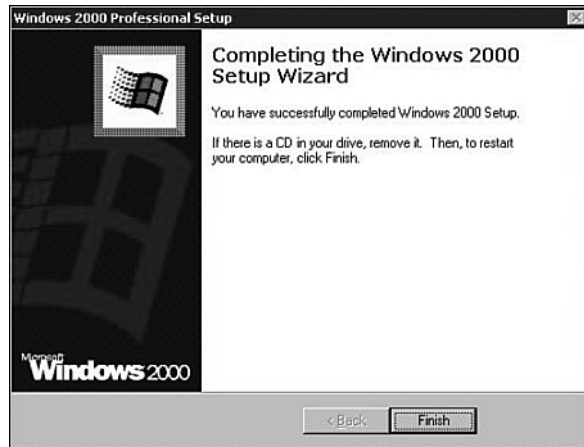 Windows 2000 Professional Setup
Completing the Windows 2000
Setup Wizard
You have successfully completed Windows 2000 Setup.
If there is a CD in your drive, remove it. Then, to restart
your computer, click Finish.
Microsoft
Windows 2000
< Back
Finish